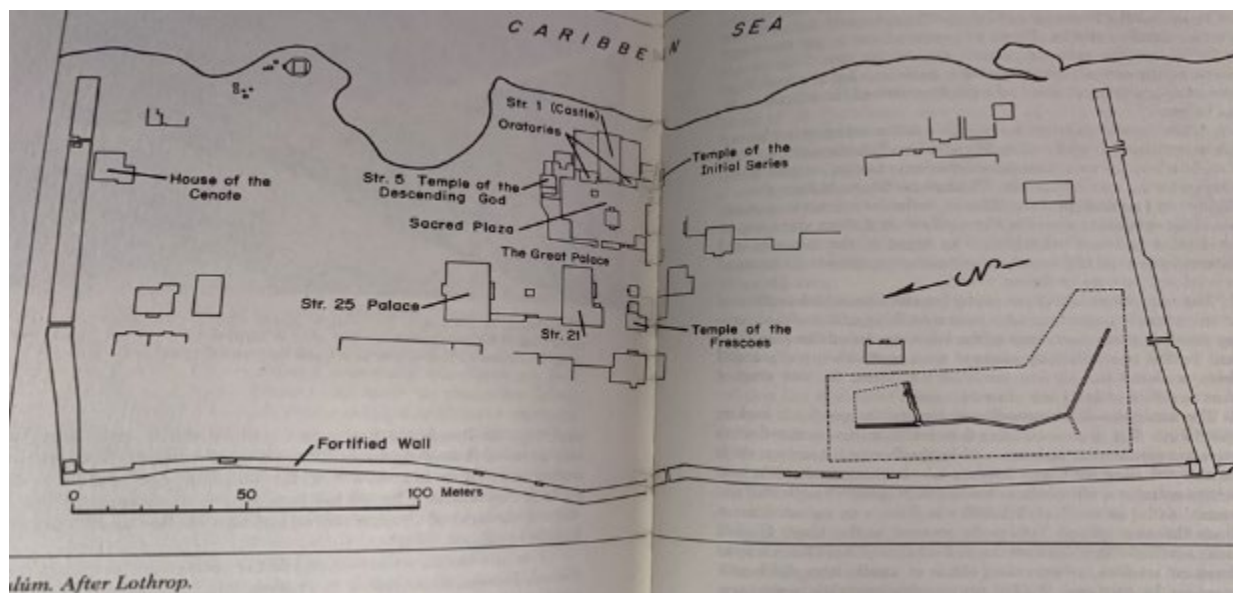 CARIBBE N SEA
Str. 1 (Castle)
Oratories
Temple of the
Initial Series
House of the
Cenote
Str. 5 Temple of the
Descending God
Sacred Plaza
The Great Palace
N
Str. 25 Palace
Str. 21
Temple of the
Frescoes
Fortified Wall
0 50 100 Meters
ulúm. After Lothrop.